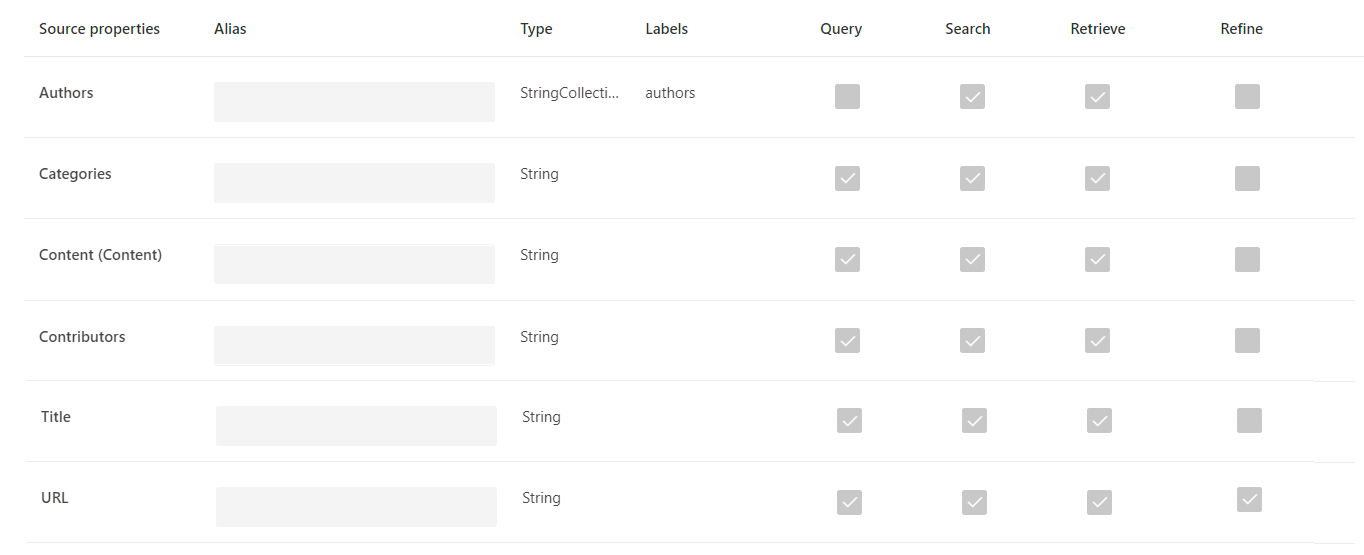 Source properties Alias Type Labels Query Search Retrieve Refine
Authors StringCollecti... authors
Categories String
Content (Content) String
Contributors String
Title String
URL String